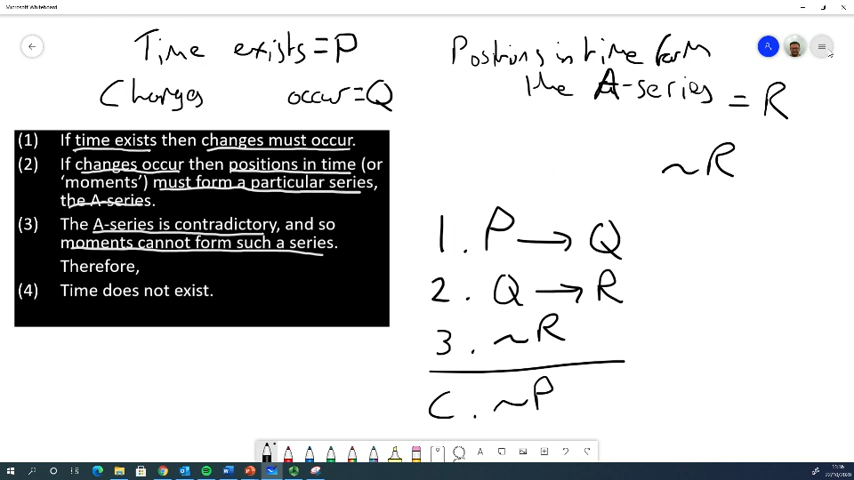 Microsoft Whiteboard
Time exists = P
Changes occur = Q
Positions in time form
the A-series = R
~R
(1) If time exists then changes must occur.
(2) If changes occur then positions in time (or
‘moments’) must form a particular series,
the A-series.
(3) The A-series is contradictory, and so
moments cannot form such a series.
Therefore,
(4) Time does not exist.
1. P → Q
2. Q → R
3. ~R
C. ~P